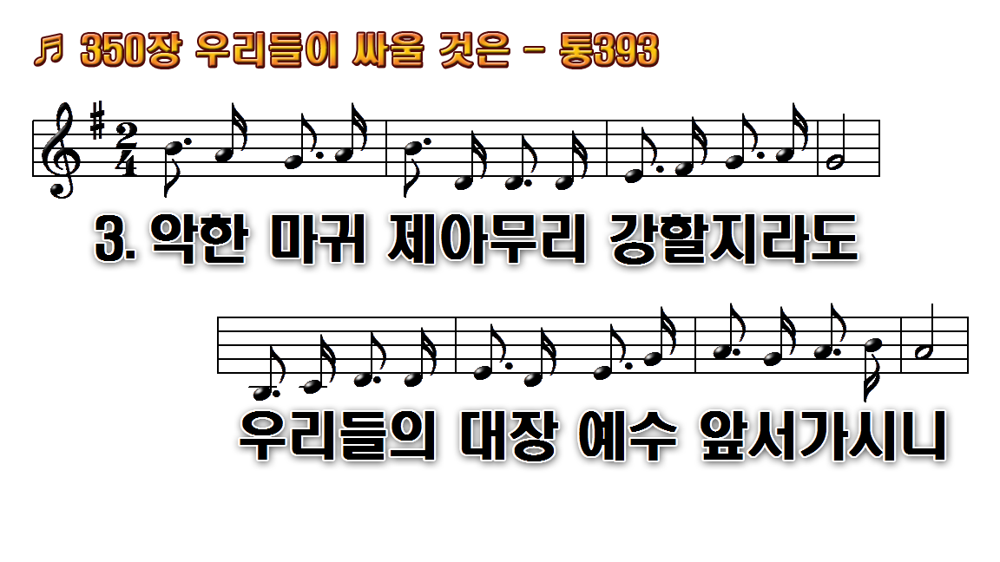 ♬ 350장 우리들이 싸울 것은 - 통393
2
4
3. 악한 마귀 제아무리 강할지라도
우리들의 대장 예수 앞서가시니